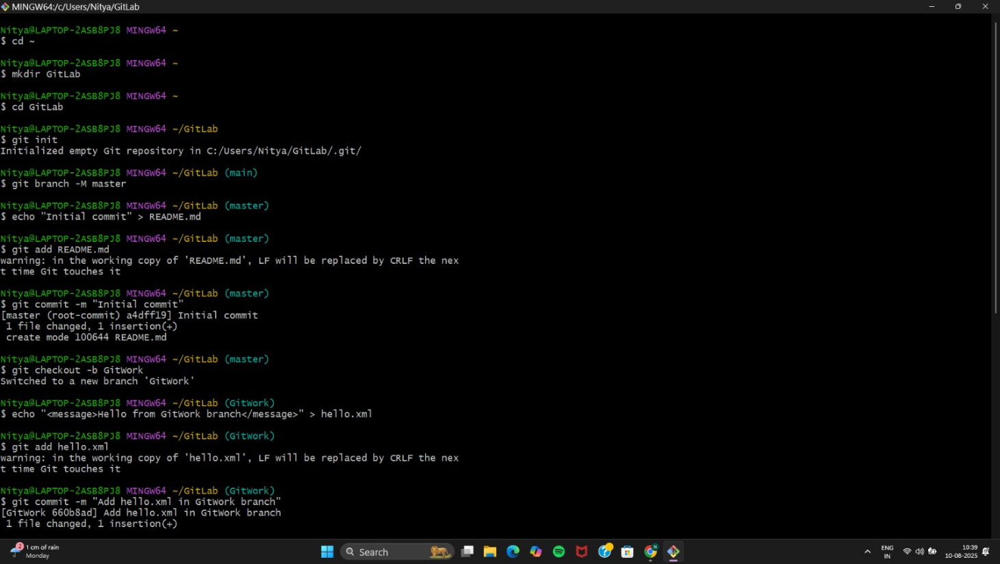 MINGW64:/c/Users/Nitya/GitLab
Nitya@LAPTOP-2ASB8PJ8 MINGW64 ~
$ cd ~
Nitya@LAPTOP-2ASB8PJ8 MINGW64 ~
$ mkdir GitLab
Nitya@LAPTOP-2ASB8PJ8 MINGW64 ~
$ cd GitLab
Nitya@LAPTOP-2ASB8PJ8 MINGW64 ~/GitLab
$ git init
Initialized empty Git repository in C:/Users/Nitya/GitLab/.git/
Nitya@LAPTOP-2ASB8PJ8 MINGW64 ~/GitLab (main)
$ git branch -M master
Nitya@LAPTOP-2ASB8PJ8 MINGW64 ~/GitLab (master)
$ echo "Initial commit" > README.md
Nitya@LAPTOP-2ASB8PJ8 MINGW64 ~/GitLab (master)
$ git add README.md
warning: in the working copy of 'README.md', LF will be replaced by CRLF the nex
t time Git touches it
Nitya@LAPTOP-2ASB8PJ8 MINGW64 ~/GitLab (master)
$ git commit -m "Initial commit"
[master (root-commit) a4dff19] Initial commit
1 file changed, 1 insertion(+)
create mode 100644 README.md
Nitya@LAPTOP-2ASB8PJ8 MINGW64 ~/GitLab (master)
$ git checkout -b GitWork
Switched to a new branch 'GitWork'
Nitya@LAPTOP-2ASB8PJ8 MINGW64 ~/GitLab (GitWork)
$ echo "<message>Hello from GitWork branch</message>" > hello.xml
Nitya@LAPTOP-2ASB8PJ8 MINGW64 ~/GitLab (GitWork)
$ git add hello.xml
warning: in the working copy of 'hello.xml', LF will be replaced by CRLF the nex
t time Git touches it
Nitya@LAPTOP-2ASB8PJ8 MINGW64 ~/GitLab (GitWork)
$ git commit -m "Add hello.xml in GitWork branch"
[GitWork 660b8ad] Add hello.xml in GitWork branch
1 file changed, 1 insertion(+)
2
1 cm of rain
Monday
Search
N
ENG
IN
10:39
10-08-2025